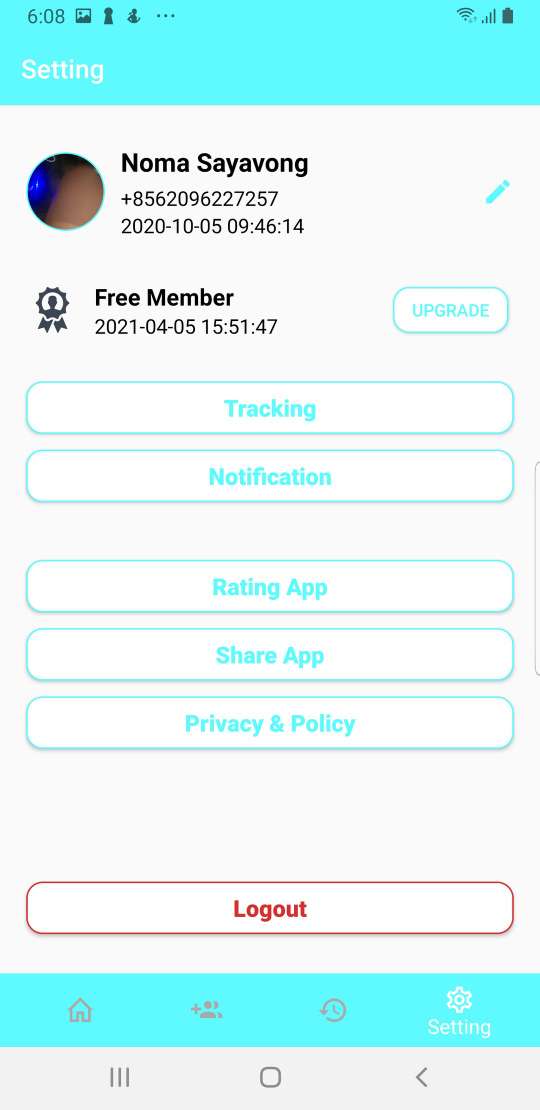 6:08
Setting
Noma Sayavong
+8562096227257
2020-10-05 09:46:14
Free Member
2021-04-05 15:51:47
UPGRADE
Tracking
Notification
Rating App
Share App
Privacy & Policy
Logout
Setting